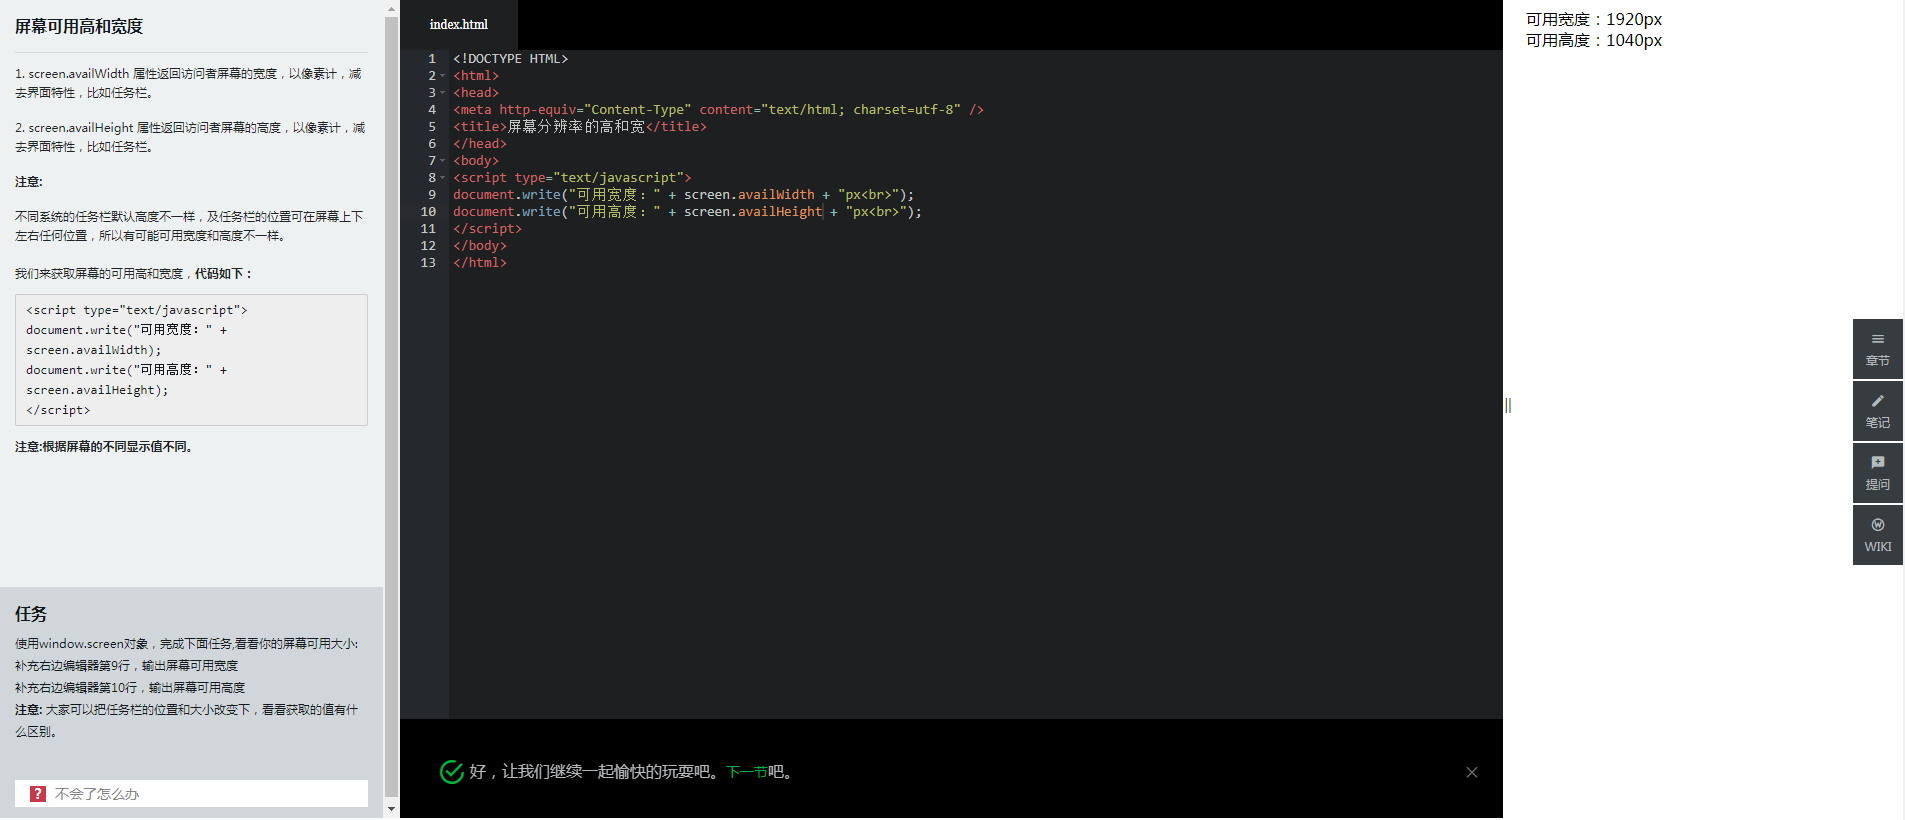 屏幕可用高和宽度
1. screen.availWidth 属性返回访问者屏幕的宽度，以像素计，减
去界面特性，比如任务栏。
2. screen.availHeight 属性返回访问者屏幕的高度，以像素计，减
去界面特性，比如任务栏。
注意:
不同系统的任务栏默认高度不一样，及任务栏的位置可在屏幕上下
左右任何位置，所以有可能可用宽度和高度不一样。
我们来获取屏幕的可用高和宽度，代码如下：
<script type="text/javascript">
document.write("可用宽度：" +
screen.availWidth);
document.write("可用高度：" +
screen.availHeight);
</script>
注意:根据屏幕的不同显示值不同。
任务
使用window.screen对象，完成下面任务,看看你的屏幕可用大小:
补充右边编辑器第9行，输出屏幕可用宽度
补充右边编辑器第10行，输出屏幕可用高度
注意: 大家可以把任务栏的位置和大小改变下，看看获取的值有什
么区别。
? 不会了怎么办
index.html
1 <!DOCTYPE HTML>
2 <html>
3 <head>
4 <meta http-equiv="Content-Type" content="text/html; charset=utf-8" />
5 <title>屏幕分辨率的高和宽</title>
6 </head>
7 <body>
8 <script type="text/javascript">
9 document.write("可用宽度：" + screen.availWidth + "px<br>");
10 document.write("可用高度：" + screen.availHeight + "px<br>");
11 </script>
12 </body>
13 </html>
好，让我们继续一起愉快的玩耍吧。下一节吧。
可用宽度：1920px
可用高度：1040px
章节
笔记
提问
WIKI